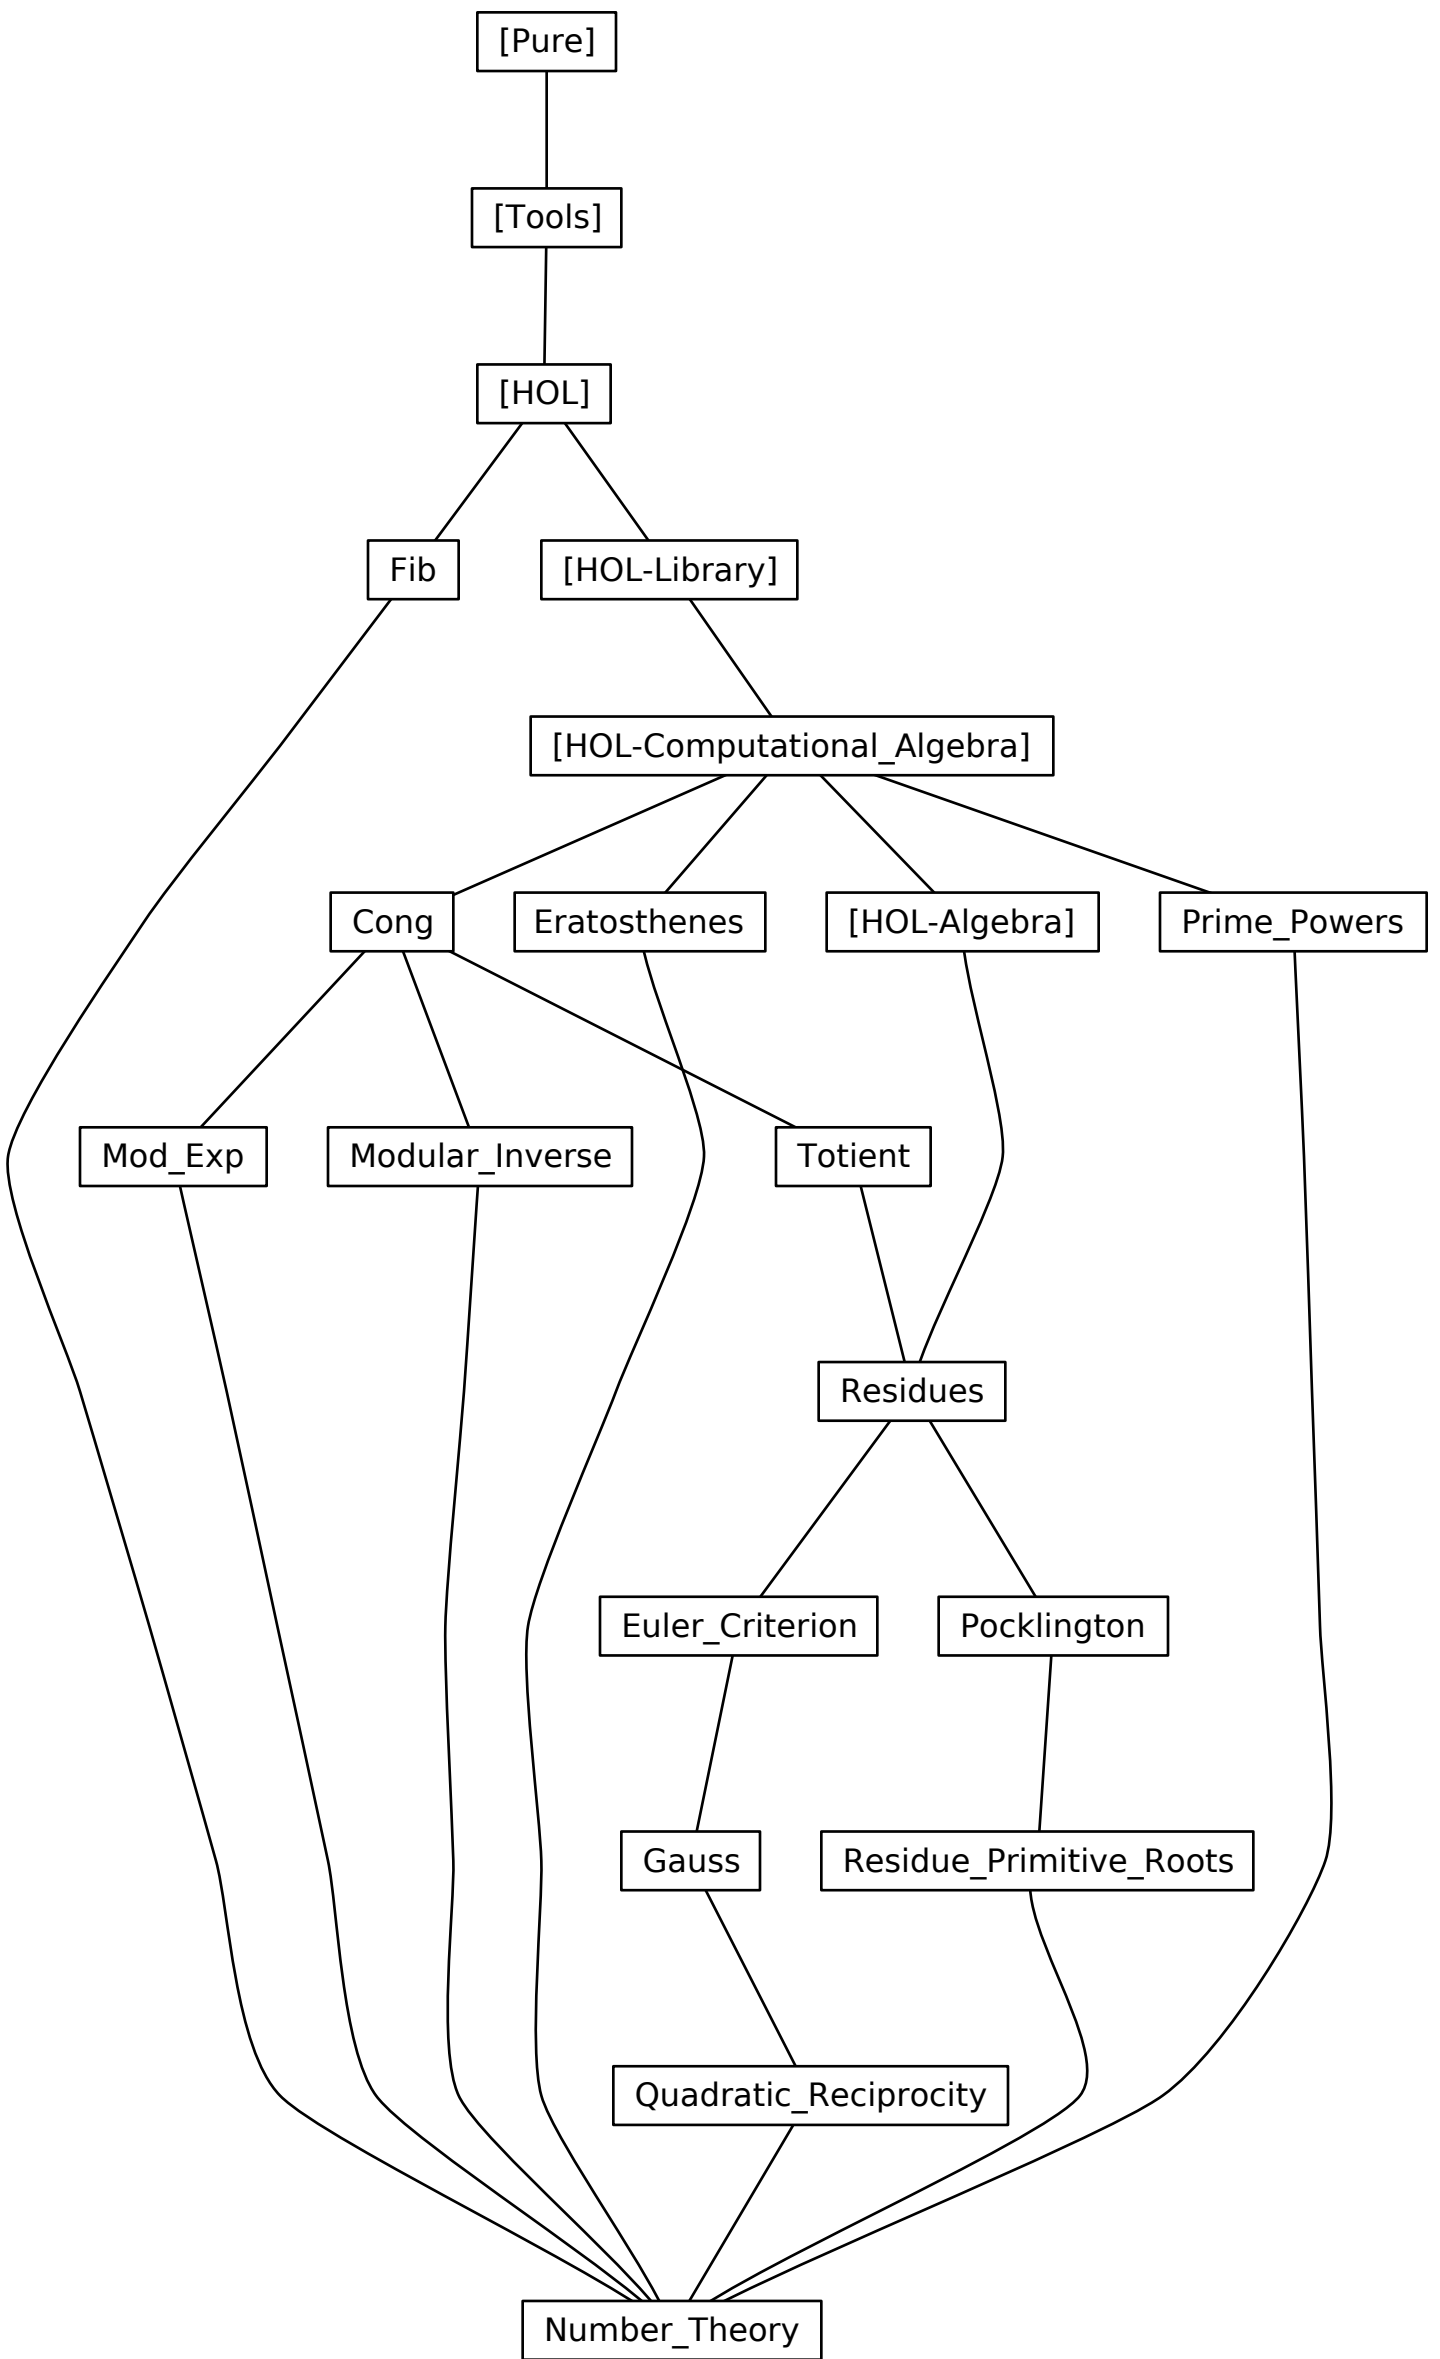 [Pure]
[Tools]
[HOL]
Fib
[HOL-Library]
[HOL-Computational_Algebra]
Cong
Eratosthenes
[HOL-Algebra]
Prime_Powers
Mod_Exp
Modular_Inverse
Totient
Residues
Euler_Criterion
Pocklington
Gauss
Residue_Primitive_Roots
Quadratic_Reciprocity
Number_Theory